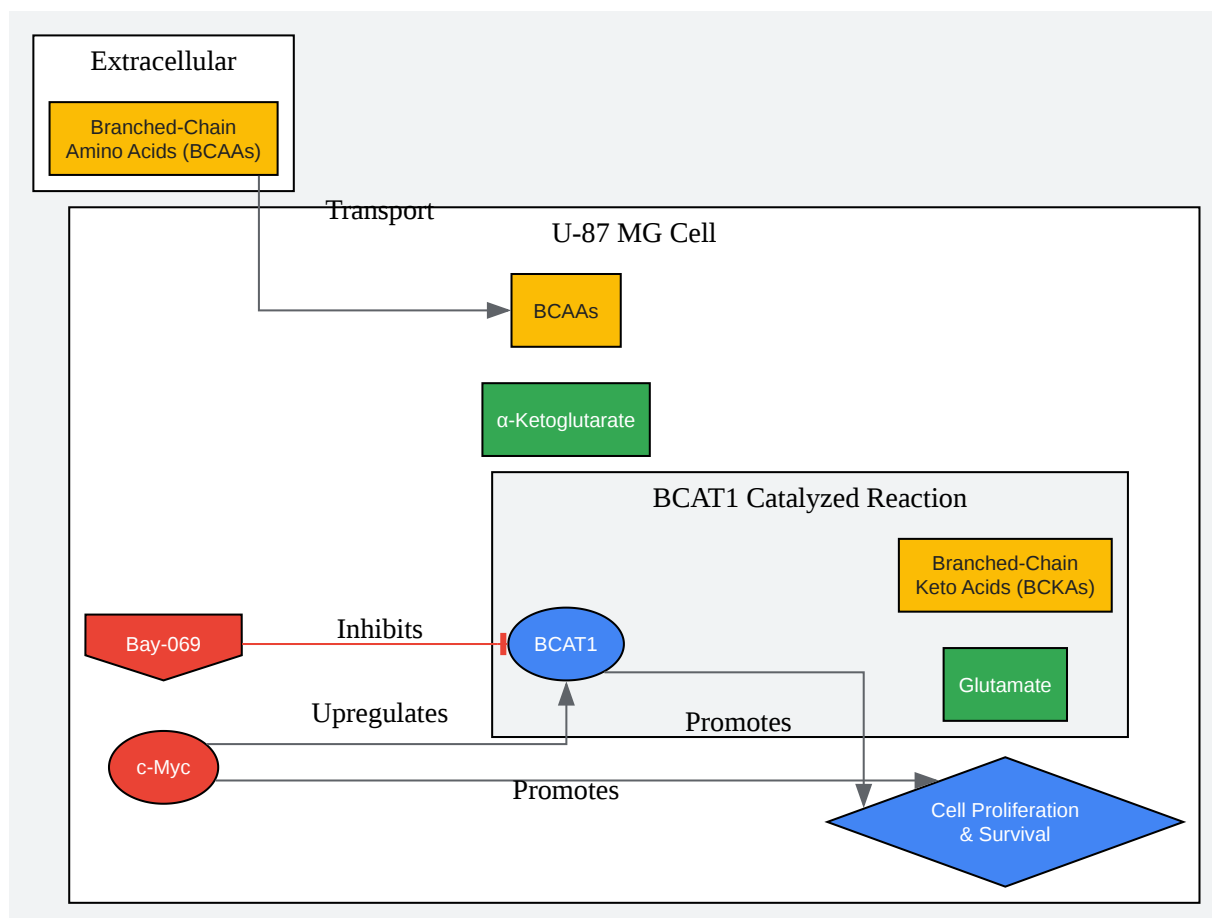 Extracellular
Branched-Chain
Amino Acids (BCAAs)
Transport
U-87 MG Cell
BCAAs
α-Ketoglutarate
BCAT1 Catalyzed Reaction
Branched-Chain
Keto Acids (BCKAs)
Bay-069
Inhibits
BCAT1
Glutamate
Upregulates
Promotes
c-Myc
Promotes
Cell Proliferation
& Survival